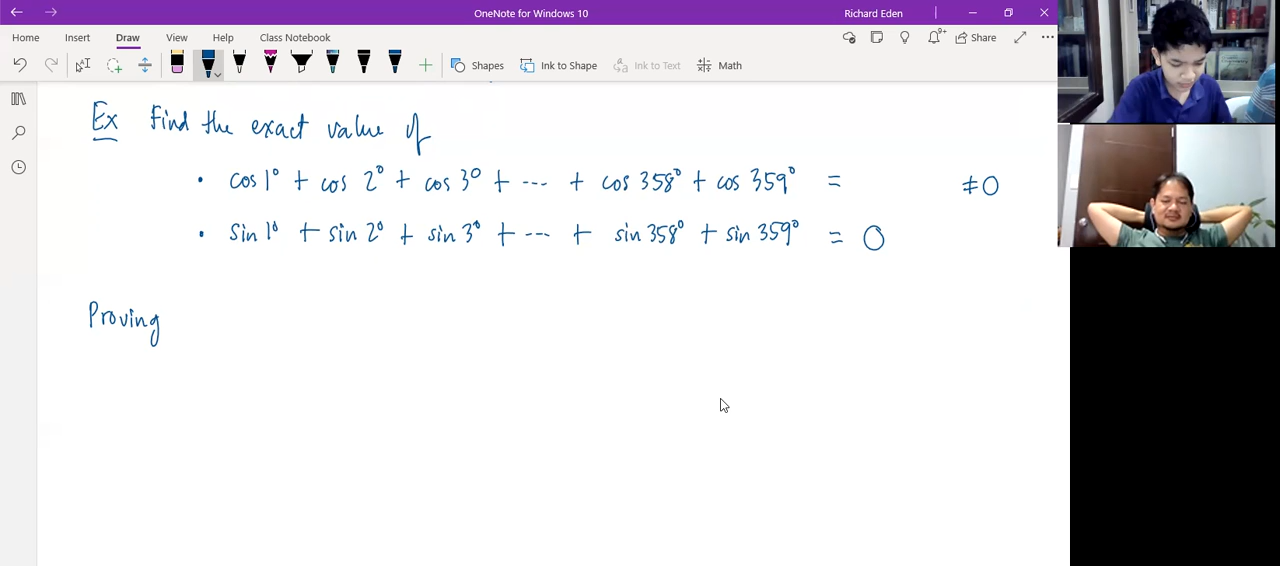 OneNote for Windows 10
Richard Eden
Home Insert Draw View Help Class Notebook
Share
Shapes Ink to Shape Ink to Text Math
Ex Find the exact value of
• cos 1° + cos 2° + cos 3° + ... + cos 358° + cos 359° = ≠ 0
• sin 1° + sin 2° + sin 3° + ... + sin 358° + sin 359° = 0
Proving